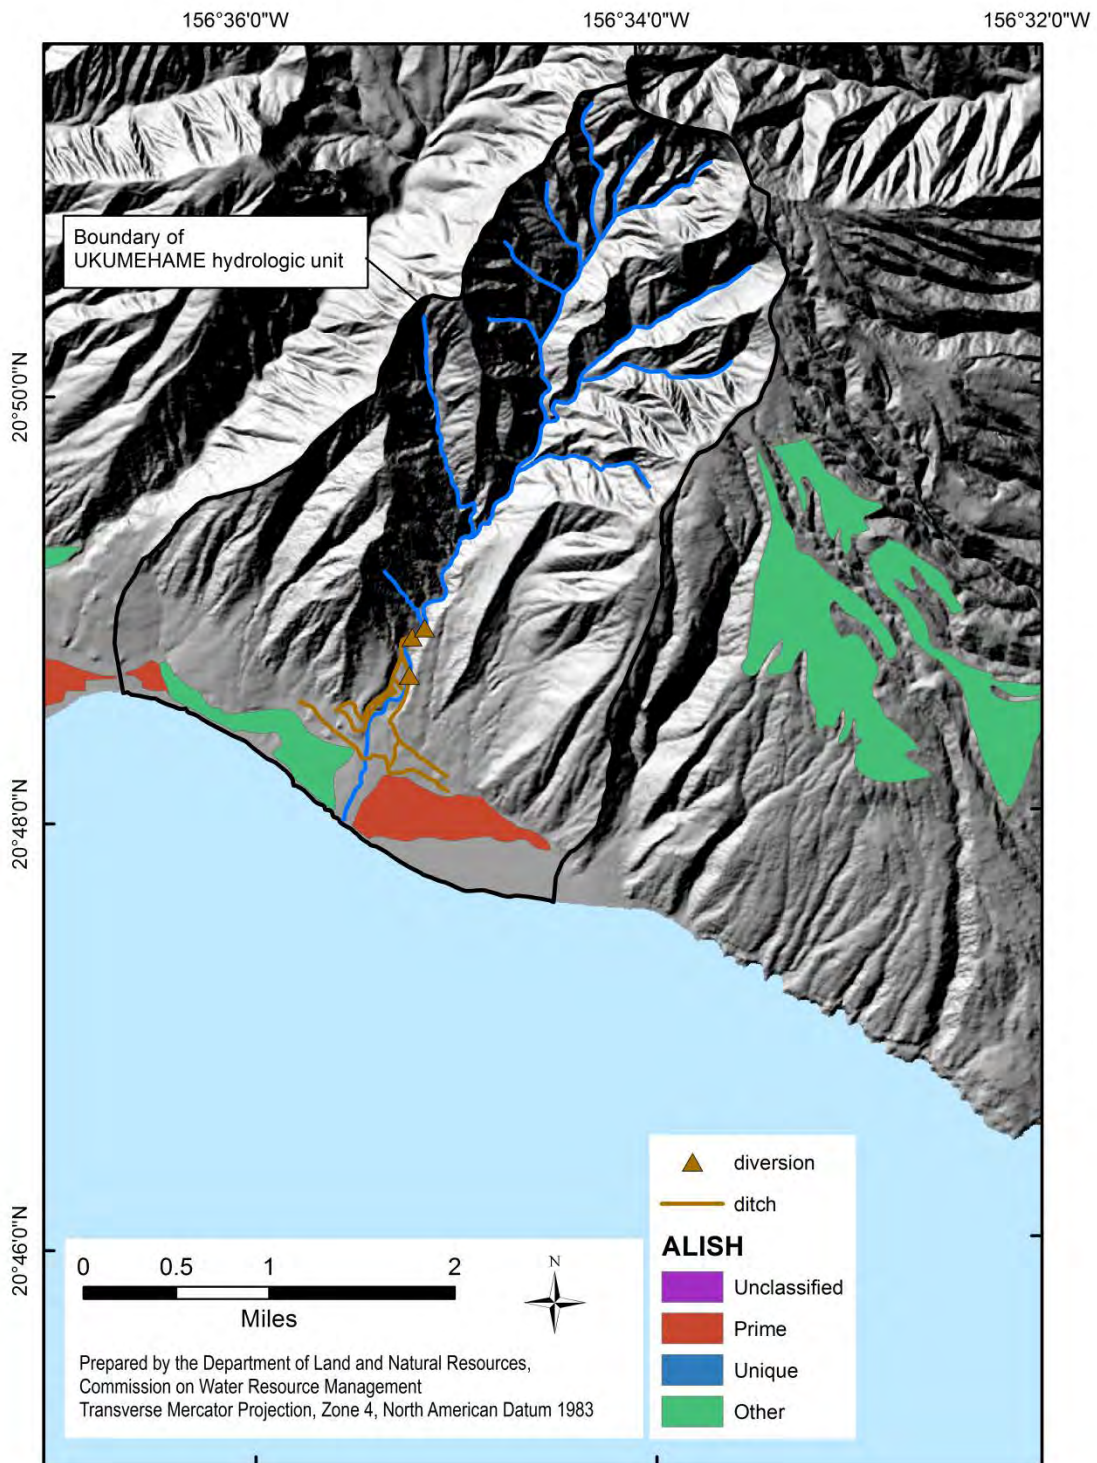 156°36'0"W
156°34'0"W
156°32'0"W
Boundary of
UKUMEHAME hydrologic unit
20°50'0"N
20°48'0"N
20°46'0"N
diversion
ditch
ALISH
Unclassified
Prime
Unique
Other
0 0.5 1 2
Miles
N
Prepared by the Department of Land and Natural Resources,
Commission on Water Resource Management
Transverse Mercator Projection, Zone 4, North American Datum 1983